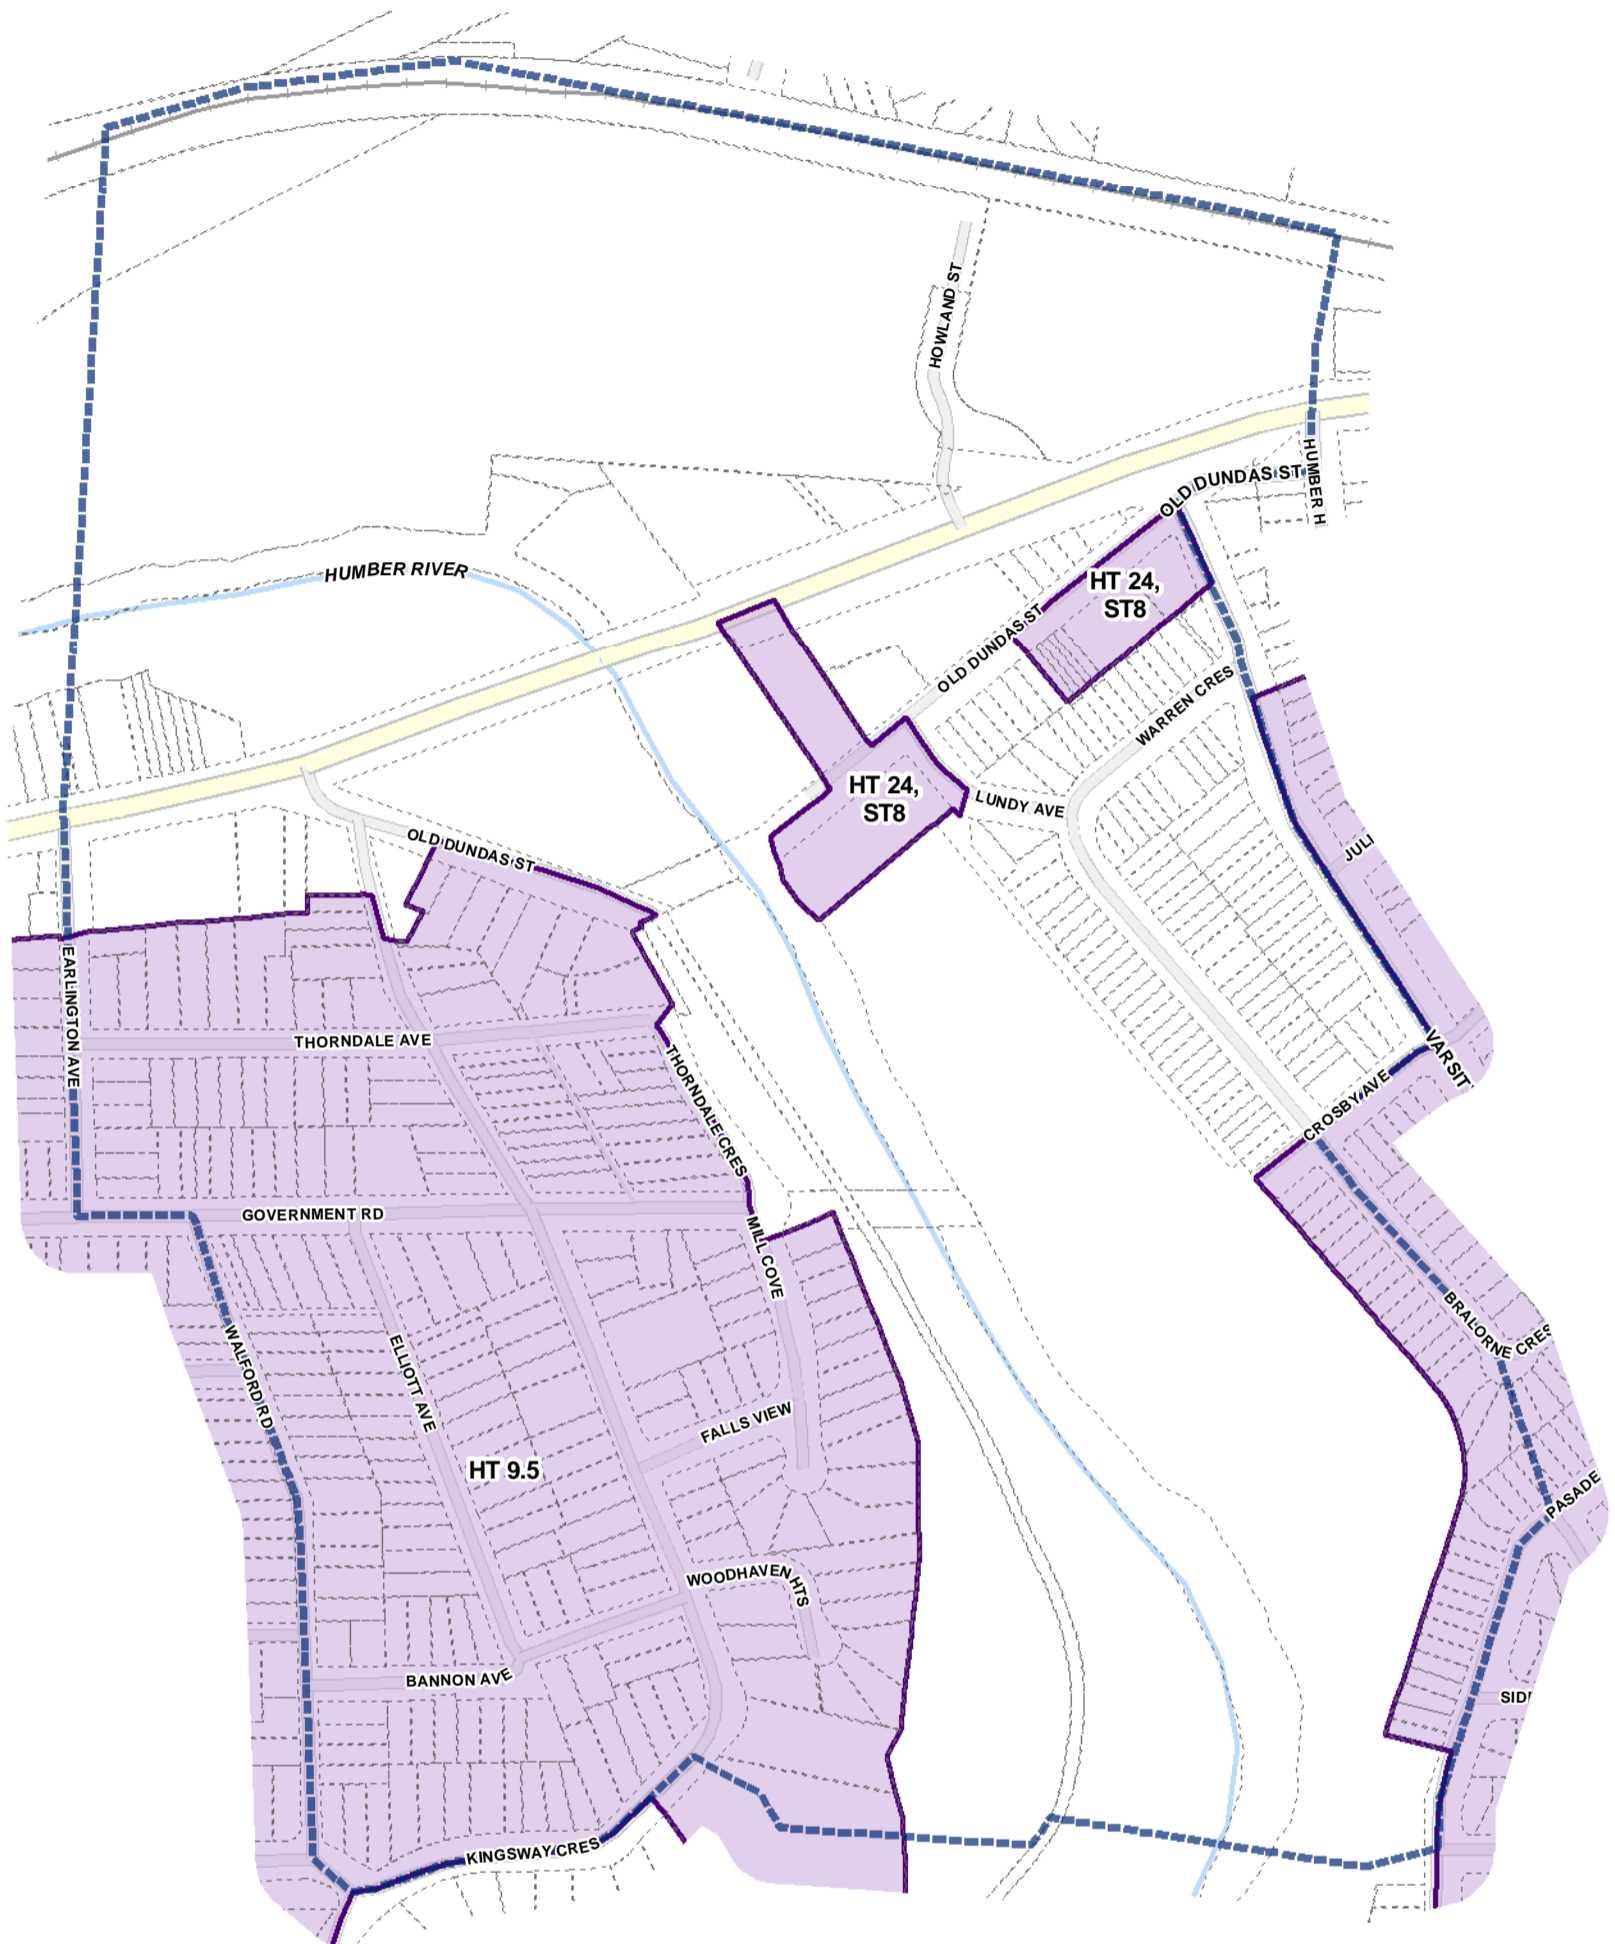 HOWLAND ST
HUMBER H
OLD DUNDAS ST
HUMBER RIVER
HT 24,
ST8
OLD DUNDAS ST
WARREN CRES
HT 24,
ST8
LUNDY AVE
OLD DUNDAS ST
JULI
EARLINGTON AVE
THORNDALE AVE
VARSIT
THORNDALE CRES
CROSBY AVE
GOVERNMENT RD
MILL COVE
WALFORD RD
ELLIOTT AVE
BRALORNE CRES
FALLS VIEW
HT 9.5
PASADE
WOODHAVEN HTS
BANNON AVE
SIDI
KINGSWAY CRES